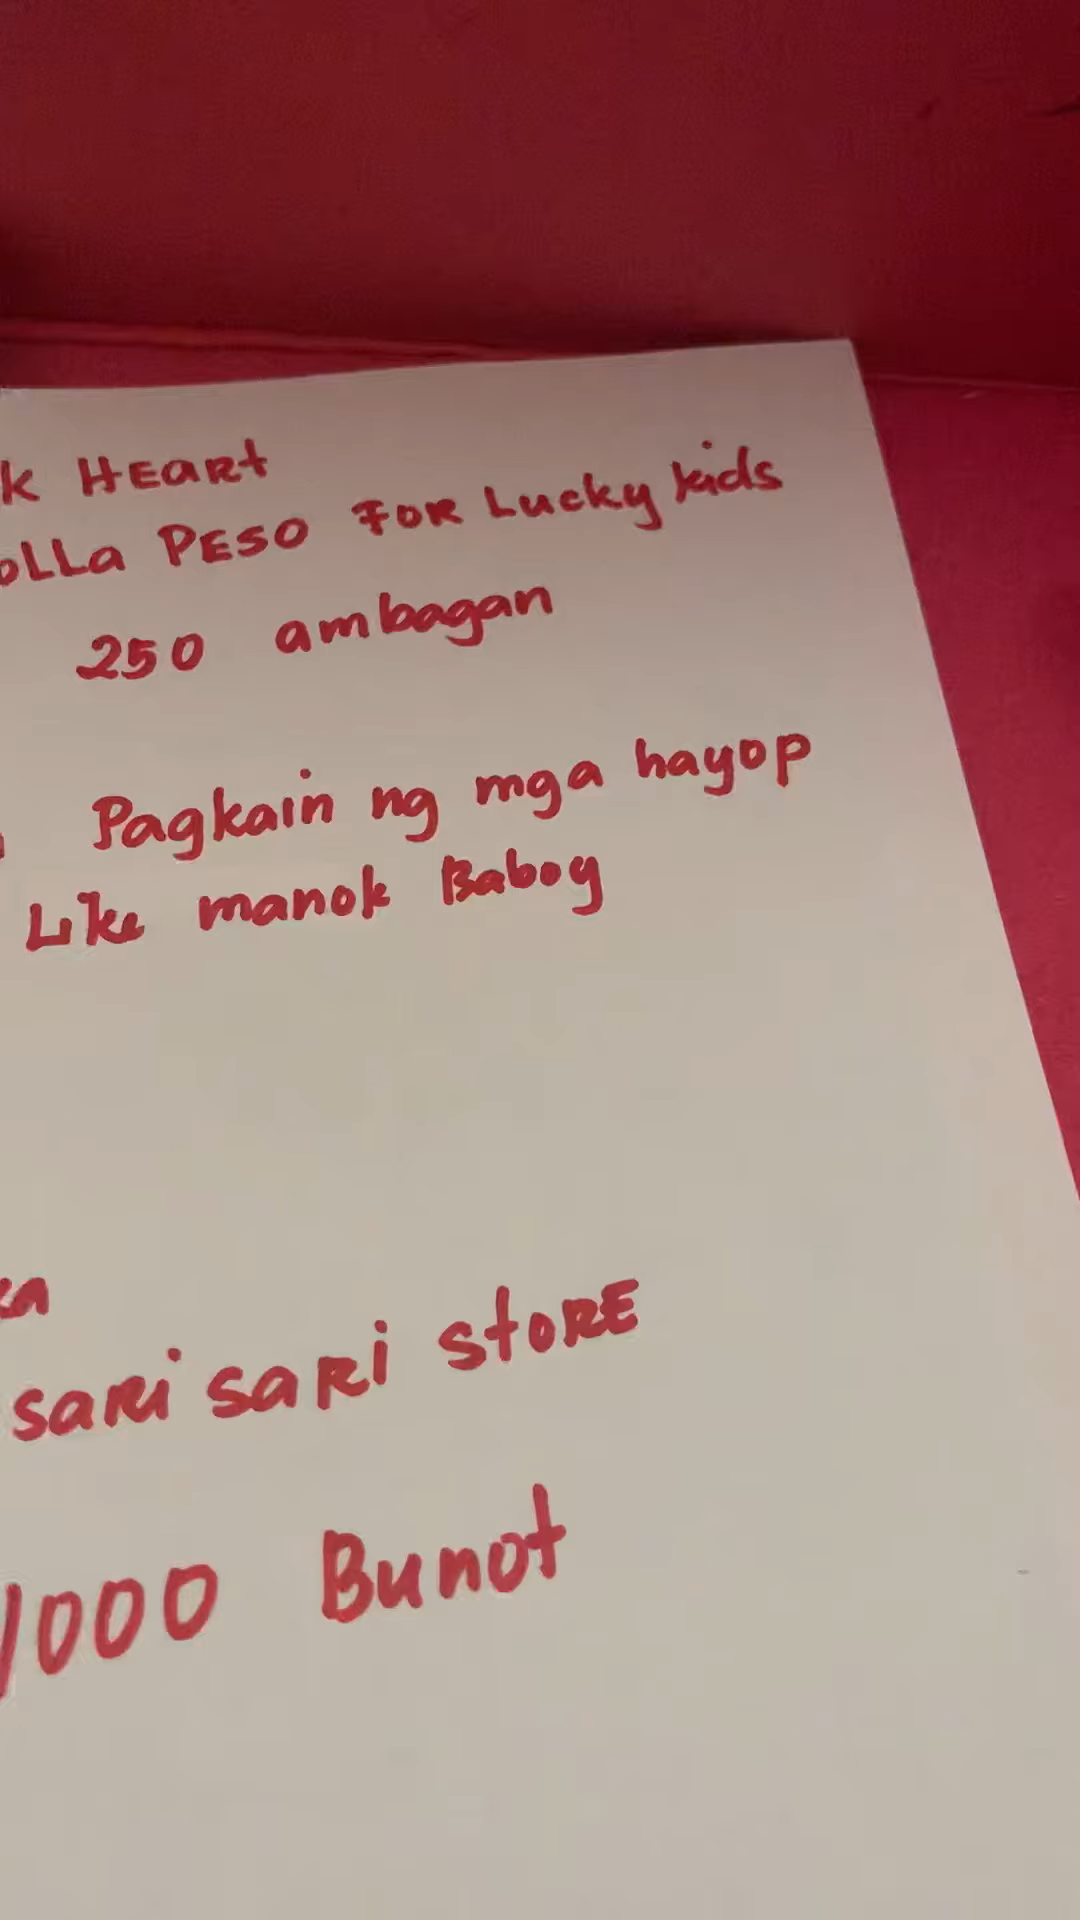 k HEART
olla PESO FOR Lucky kids
250 ambagan
Pagkain ng mga hayop
Like manok Baboy
sari sari store
1000 Bunot